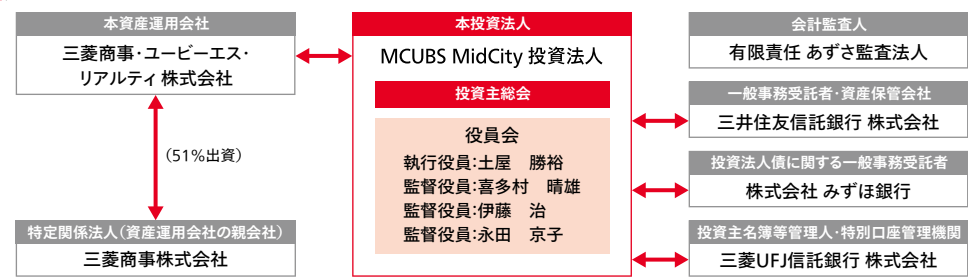 本資産運用会社
三菱商事・ユービーエス・
リアルティ 株式会社
(51%出資)
特定関係法人(資産運用会社の親会社)
三菱商事株式会社
本投資法人
MCUBS MidCity 投資法人
投資主総会
役員会
執行役員:土屋　勝裕
監督役員:喜多村　晴雄
監督役員:伊藤　治
監督役員:永田　京子
会計監査人
有限責任 あずさ監査法人
一般事務受託者・資産保管会社
三井住友信託銀行 株式会社
投資法人債に関する一般事務受託者
株式会社 みずほ銀行
投資主名簿等管理人・特別口座管理機関
三菱UFJ信託銀行 株式会社